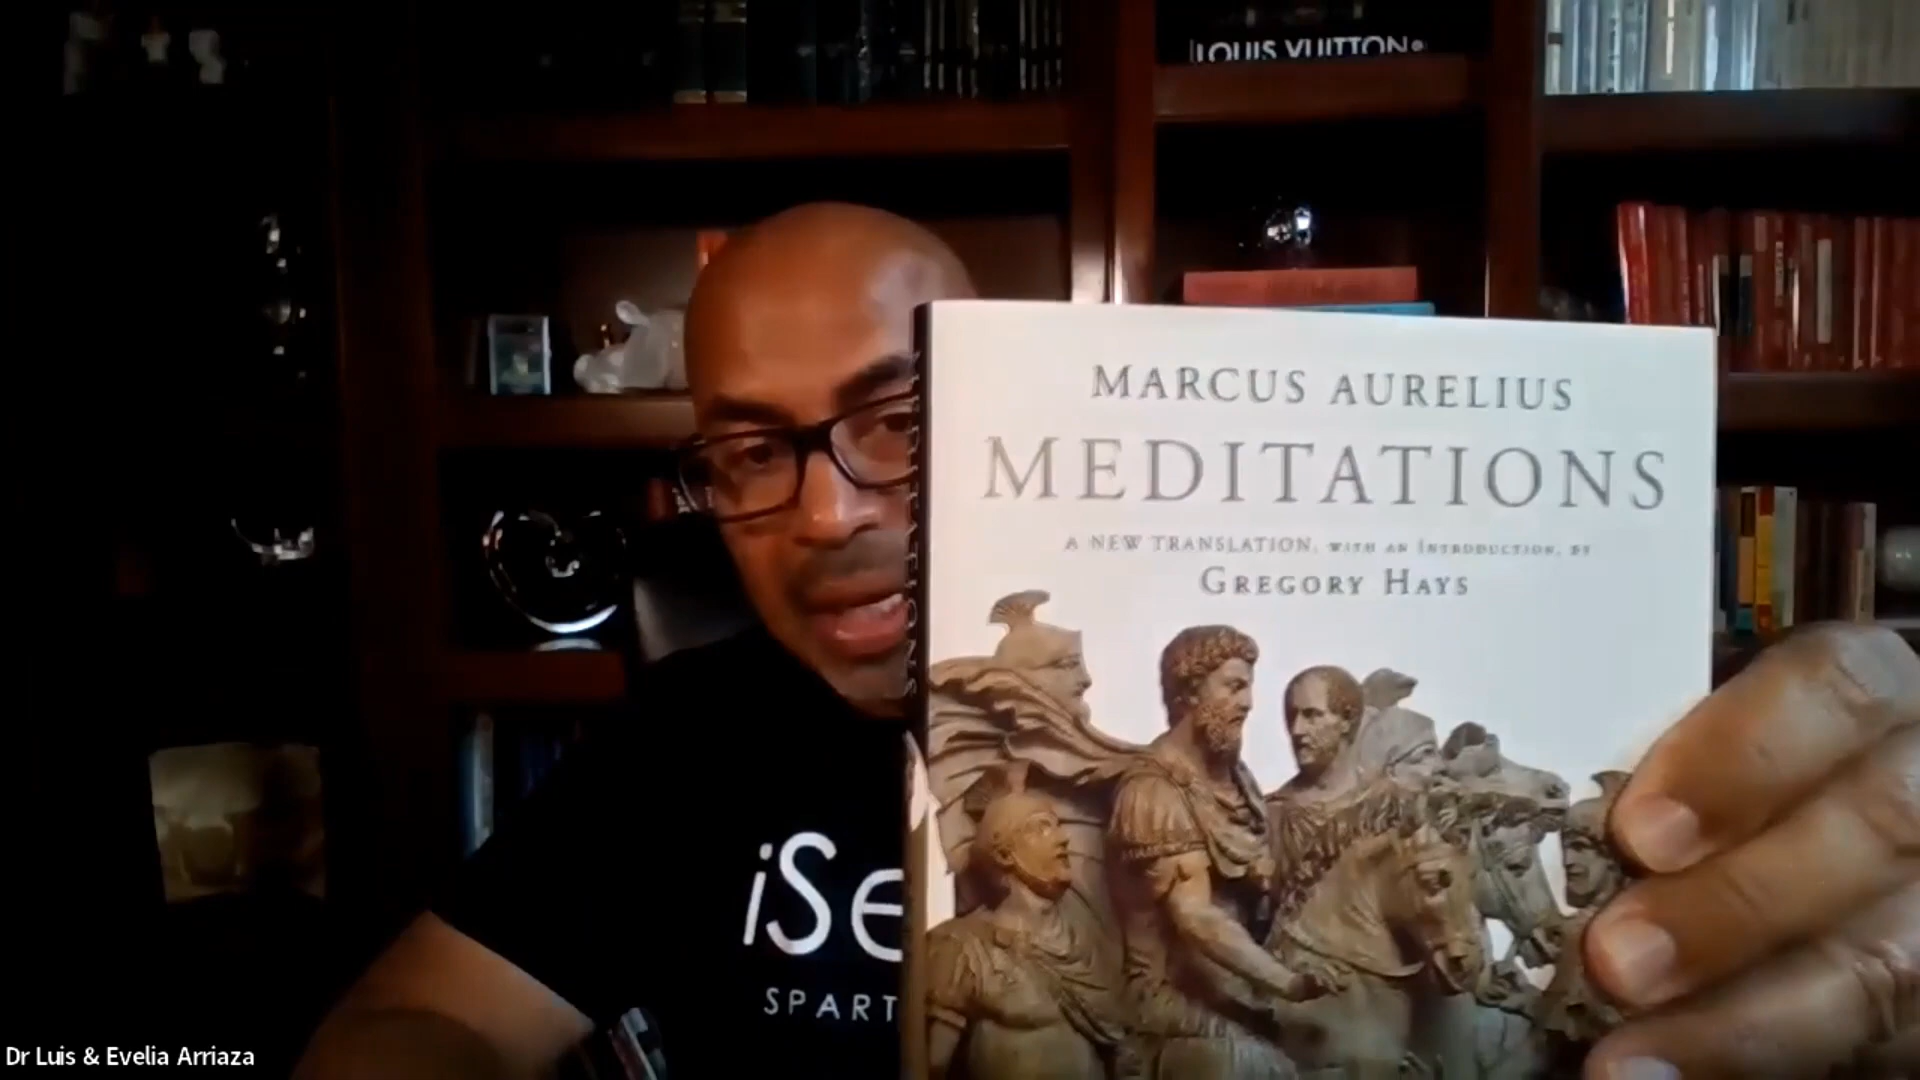 LOUIS VUITTON
MARCUS AURELIUS
MEDITATIONS
A NEW TRANSLATION, WITH AN INTRODUCTION, BY
GREGORY HAYS
MEDITATIONS
iSe
SPART
Dr Luis & Evelia Arriaza